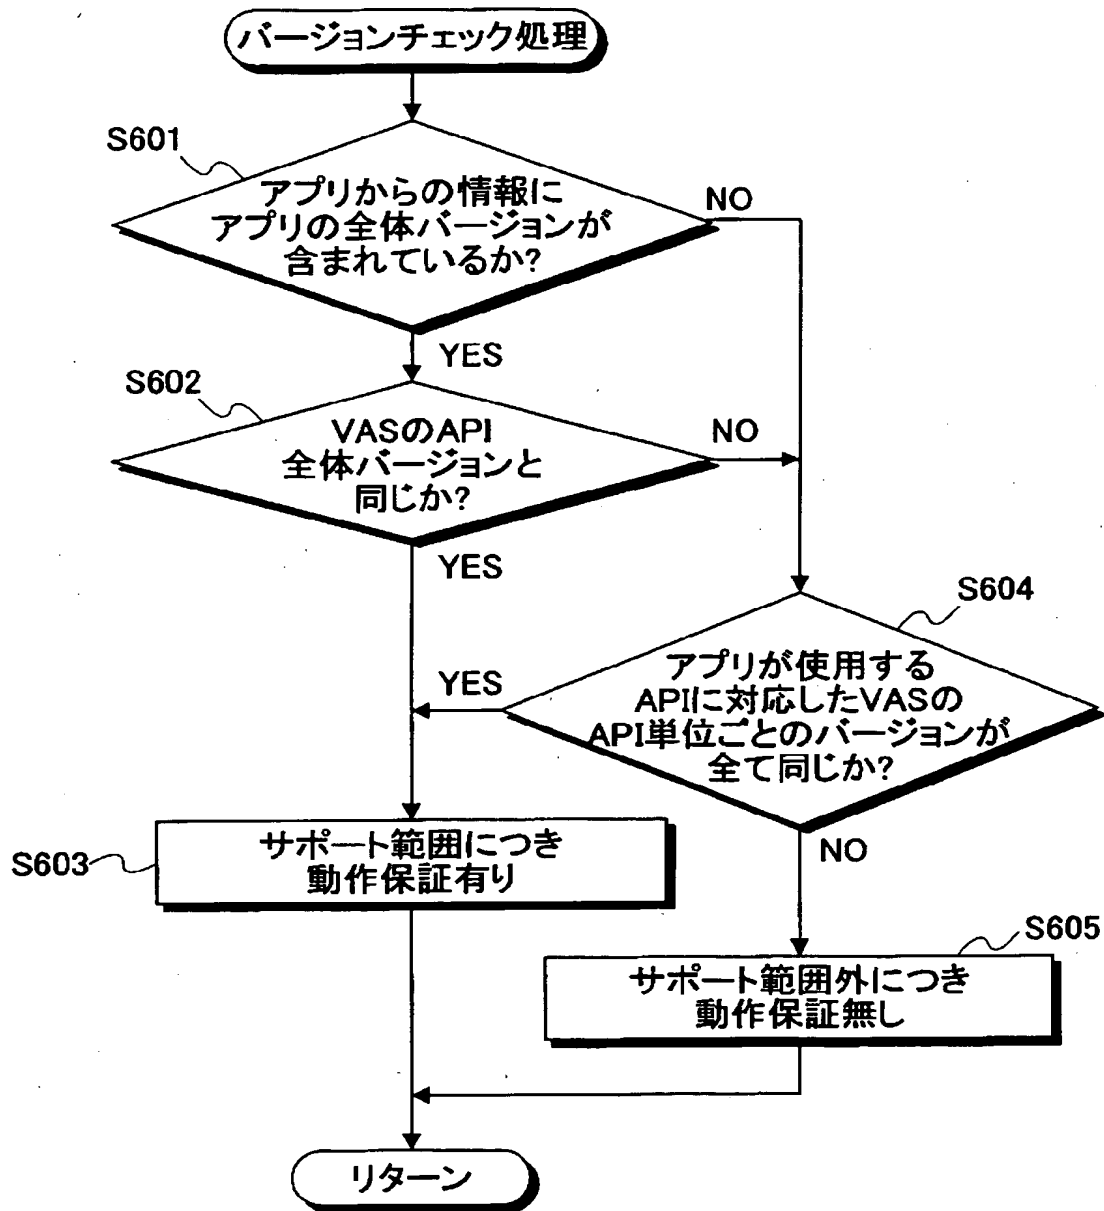 バージョンチェック処理
S601
アプリからの情報に
アプリの全体バージョンが
含まれているか?
NO
YES
S602
VASのAPI
全体バージョンと
同じか?
NO
YES
S604
アプリが使用する
APIに対応したVASの
API単位ごとのバージョンが
全て同じか?
YES
NO
S603
サポート範囲につき
動作保証有り
S605
サポート範囲外につき
動作保証無し
リターン